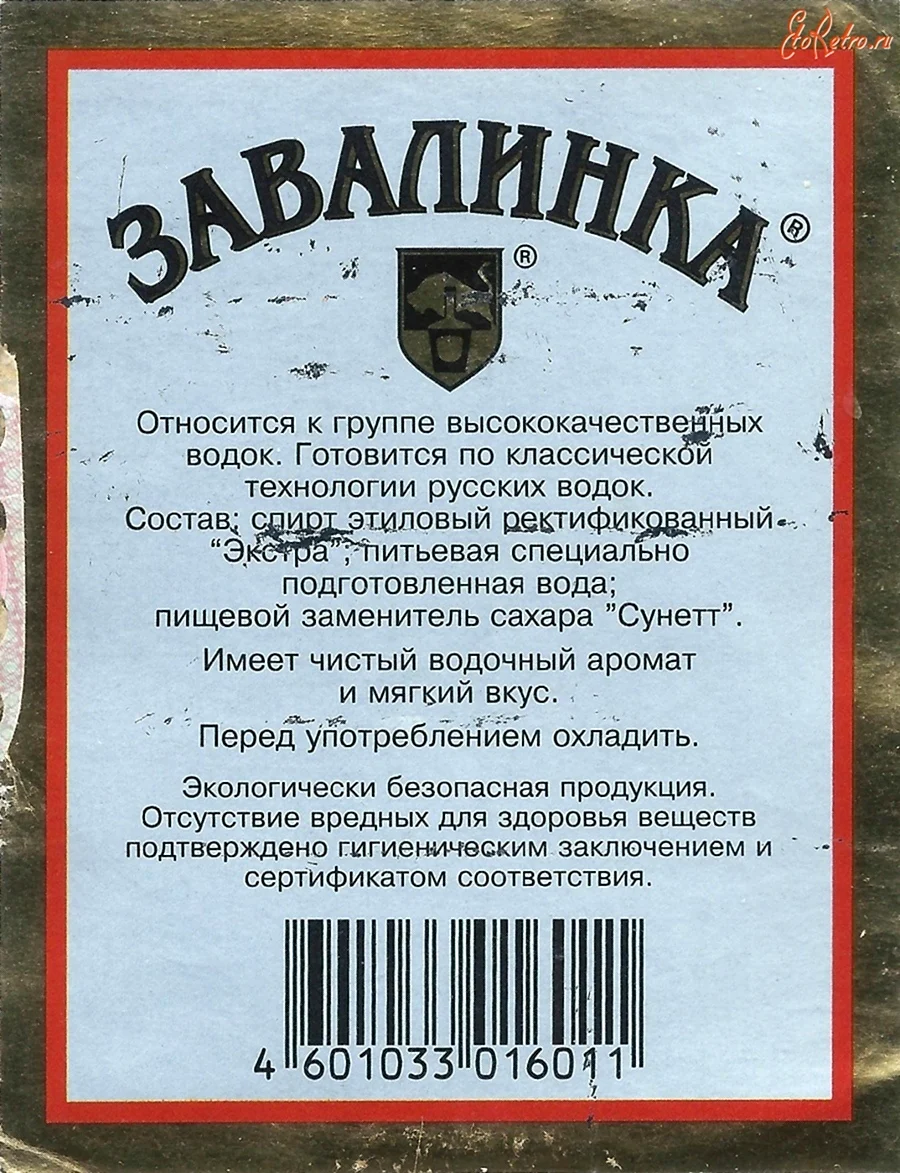 EtoRetro.ru
ЗАВАЛИНКА®
®
Относится к группе высококачественных
водок. Готовится по классической
технологии русских водок.
Состав: спирт этиловый ректификованный
“Экстра”; питьевая специально
подготовленная вода;
пищевой заменитель сахара ”Сунетт”.
Имеет чистый водочный аромат
и мягкий вкус.
Перед употреблением охладить.
Экологически безопасная продукция.
Отсутствие вредных для здоровья веществ
подтверждено гигиеническим заключением и
сертификатом соответствия.
4 601033 016011